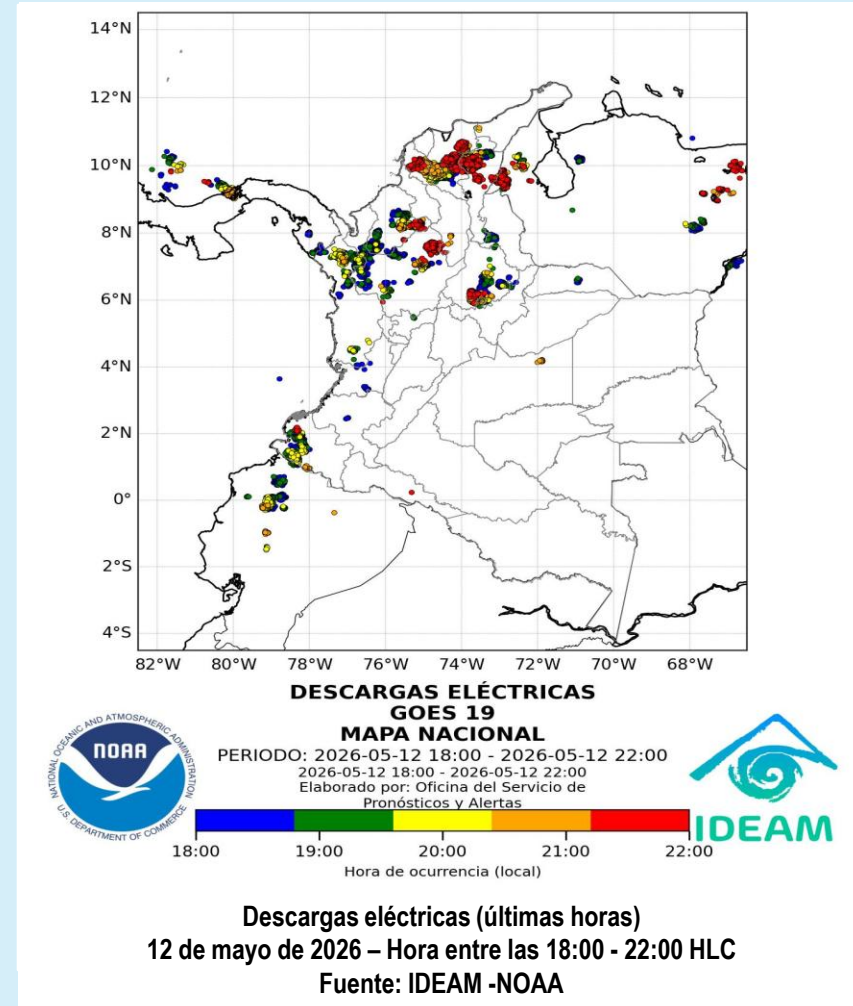 14°N
12°N
10°N
8°N
6°N
4°N
2°N
0°
2°S
4°S
82°W 80°W 78°W 76°W 74°W 72°W 70°W 68°W
DESCARGAS ELÉCTRICAS
GOES 19
MAPA NACIONAL
PERIODO: 2026-05-12 18:00 - 2026-05-12 22:00
2026-05-12 18:00 - 2026-05-12 22:00
Elaborado por: Oficina del Servicio de
Pronósticos y Alertas
NATIONAL OCEANIC AND ATMOSPHERIC ADMINISTRATION
NOAA
U.S. DEPARTMENT OF COMMERCE
IDEAM
18:00 19:00 20:00 21:00 22:00
Hora de ocurrencia (local)
Descargas eléctricas (últimas horas)
12 de mayo de 2026 – Hora entre las 18:00 - 22:00 HLC
Fuente: IDEAM -NOAA